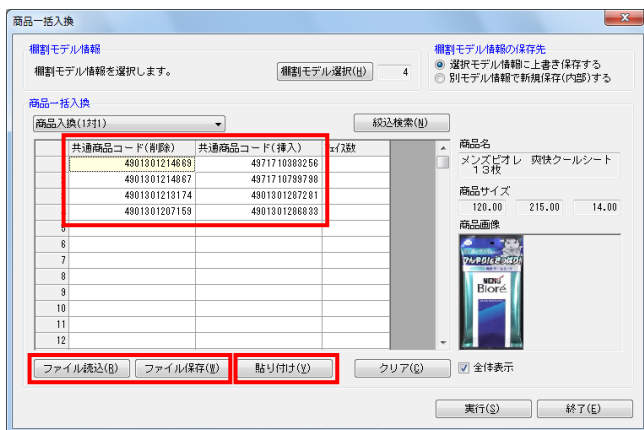 商品一括入換
棚割モデル情報
棚割モデル情報を選択します。
棚割モデル選択(H)
4
棚割モデル情報の保存先
選択モデル情報に上書き保存する
別モデル情報で新規保存(内部)する
商品一括入換
商品入換(1対1)
絞込検索(N)
共通商品コード(削除) 共通商品コード(挿入) フェイス数
4901301214669 4971710383256
4901301214867 4971710799798
4901301213174 4901301287281
4901301207159 4901301286833
5
6
7
8
9
10
11
12
商品名
メンズビオレ 爽快クールシート
13枚
商品サイズ
120.00 215.00 14.00
商品画像
ひんやり&さっぱり
MEN'S
Bioré
ファイル読込(R)
ファイル保存(W)
貼り付け(V)
クリア(C)
全体表示
実行(S)
終了(E)